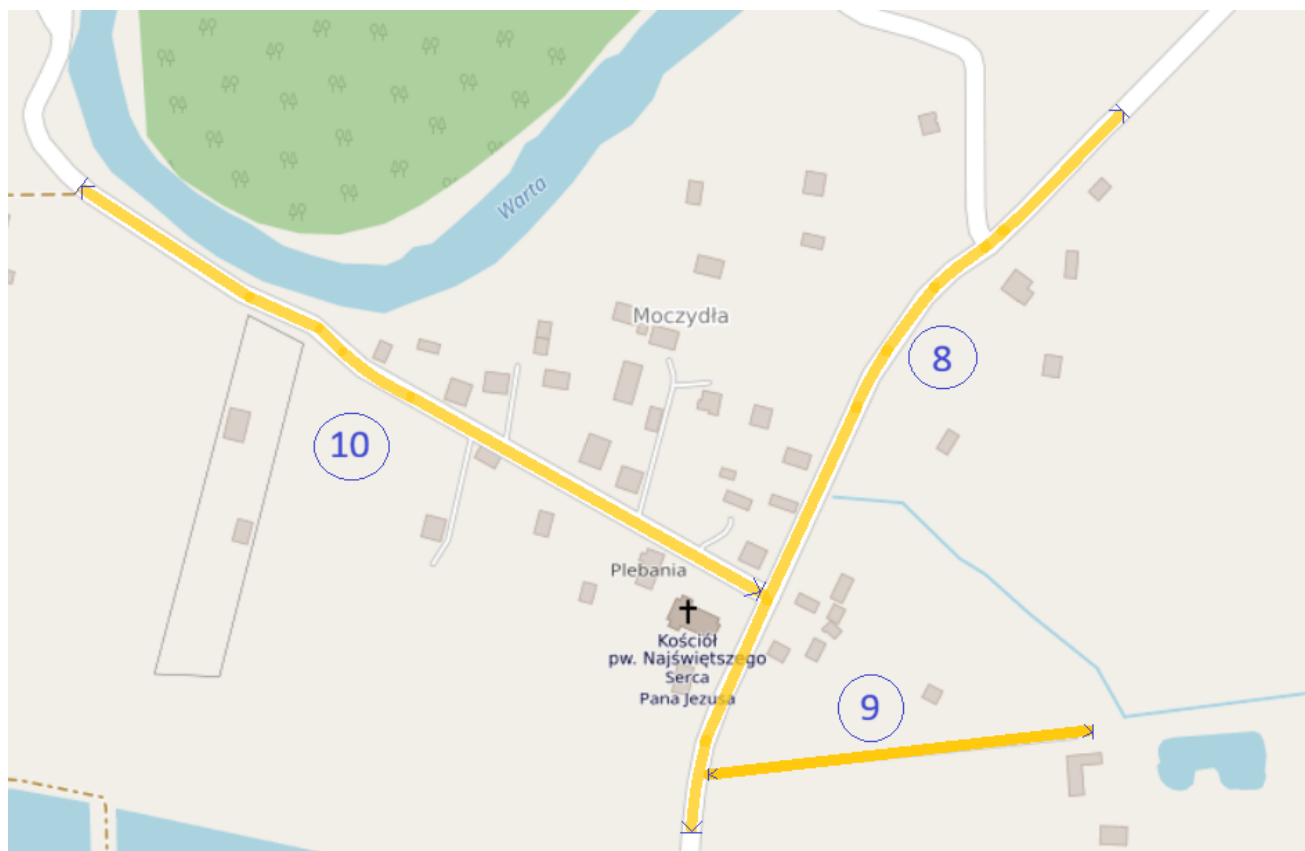 Warta
Moczydła
8
10
Plebania
Kościół
pw. Najświętszego
Serca
Pana Jezusa
9